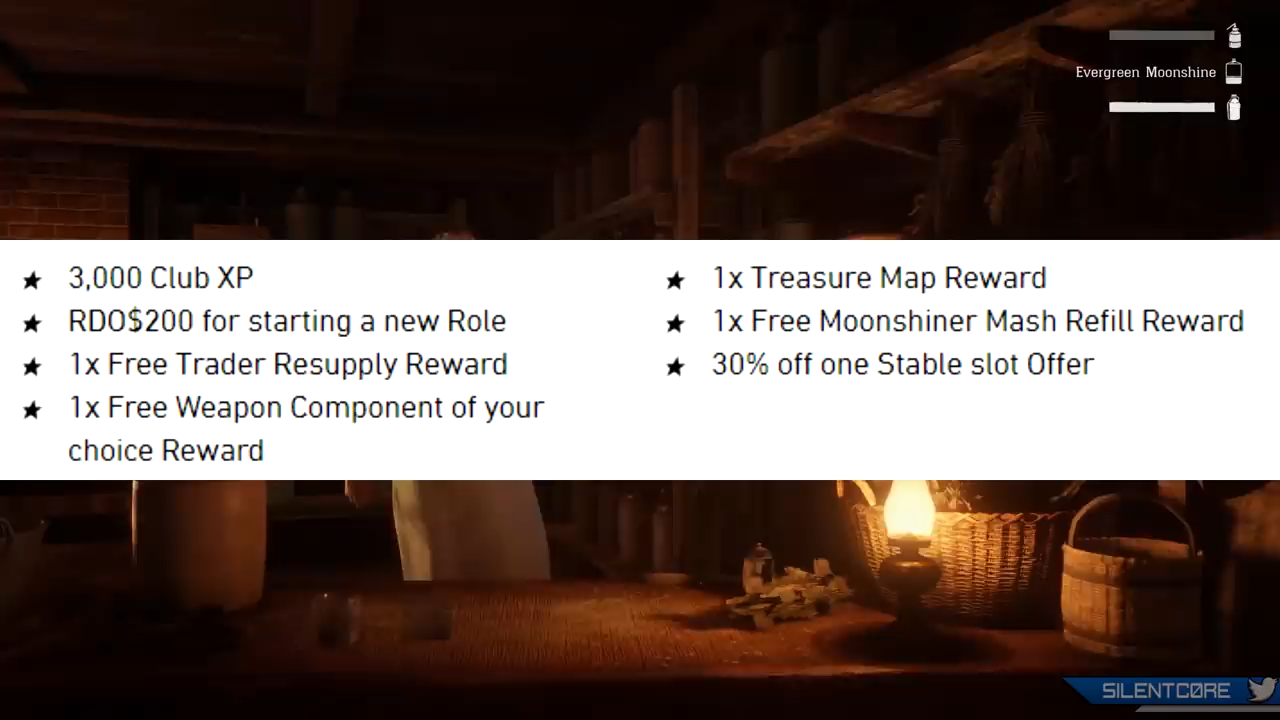 Evergreen Moonshine
★ 3,000 Club XP
★ RDO$200 for starting a new Role
★ 1x Free Trader Resupply Reward
★ 1x Free Weapon Component of your
choice Reward
★ 1x Treasure Map Reward
★ 1x Free Moonshiner Mash Refill Reward
★ 30% off one Stable slot Offer
SILENTC0RE